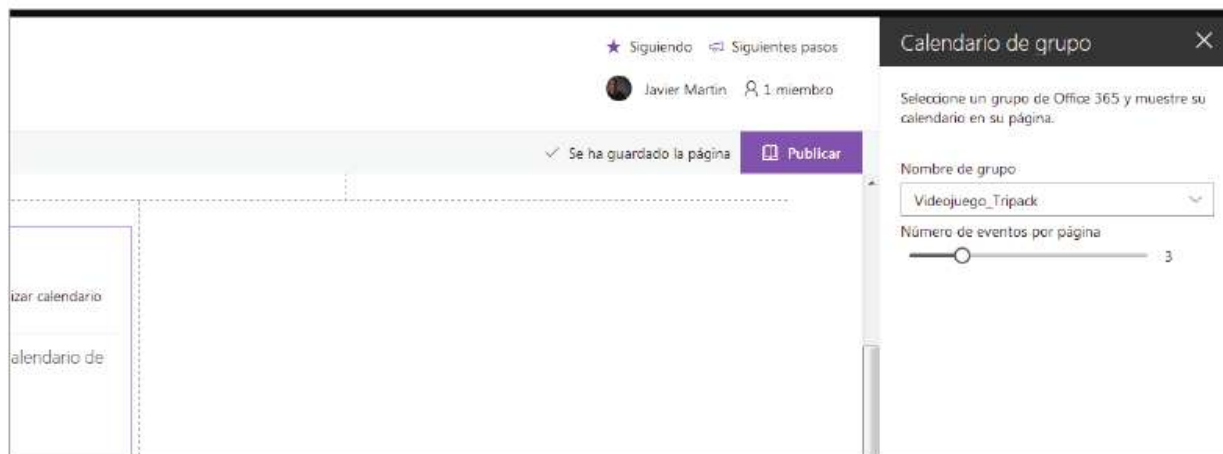 Siguiendo Siguientes pasos
Javier Martin 1 miembro
Se ha guardado la página Publicar
izar calendario
alendario de
Calendario de grupo
Seleccione un grupo de Office 365 y muestre su
calendario en su página.
Nombre de grupo
Videojuego_Tripack
Número de eventos por página
3